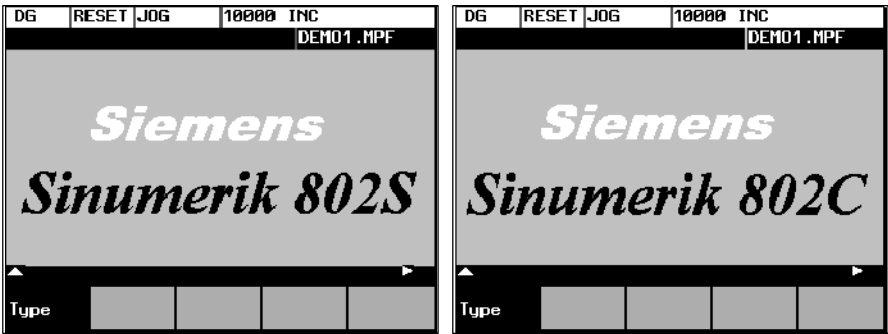 DG RESET JOG 10000 INC
DEMO1.MPF
Siemens
Sinumerik 802S
Type
DG RESET JOG 10000 INC
DEMO1.MPF
Siemens
Sinumerik 802C
Type